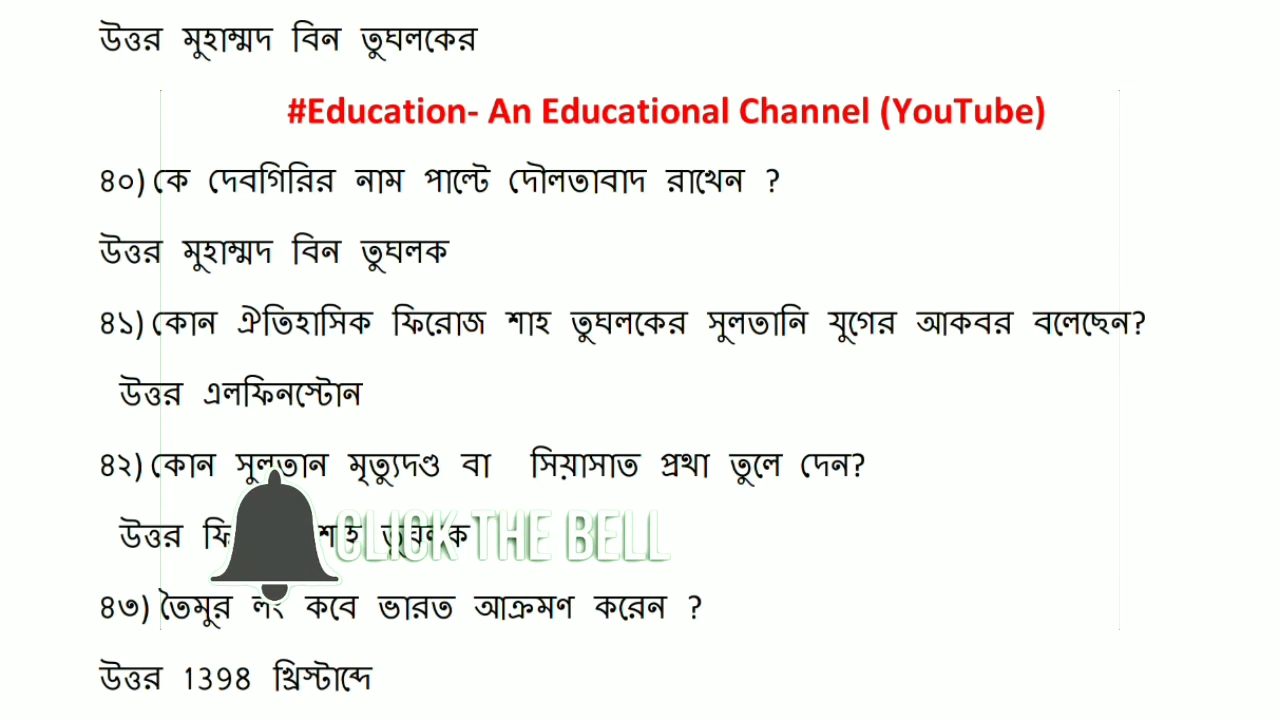 উত্তর মুহাম্মদ বিন তুঘলকের
#Education- An Educational Channel (YouTube)
৪০) কে দেবগিরির নাম পাল্টে দৌলতাবাদ রাখেন ?
উত্তর মুহাম্মদ বিন তুঘলক
৪১) কোন ঐতিহাসিক ফিরোজ শাহ তুঘলকের সুলতানি যুগের আকবর বলেছেন?
উত্তর এলফিনস্টোন
৪২) কোন সুলতান মৃত্যুদণ্ড বা সিয়াসাত প্রথা তুলে দেন?
উত্তর শাহ তুঘলক
CLICK THE BELL
৪৩) তৈমুর লং কবে ভারত আক্রমণ করেন ?
উত্তর 1398 খ্রিস্টাব্দে